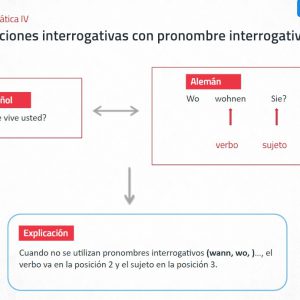 ática IV
ciones interrogativas con pronombre interrogativ
Alemán
ñol
Wo wohnen Sie?
e vive usted?
verbo sujeto
Explicación
Cuando no se utilizan pronombres interrogativos (wann, wo, )..., el
verbo va en la posición 2 y el sujeto en la posición 3.